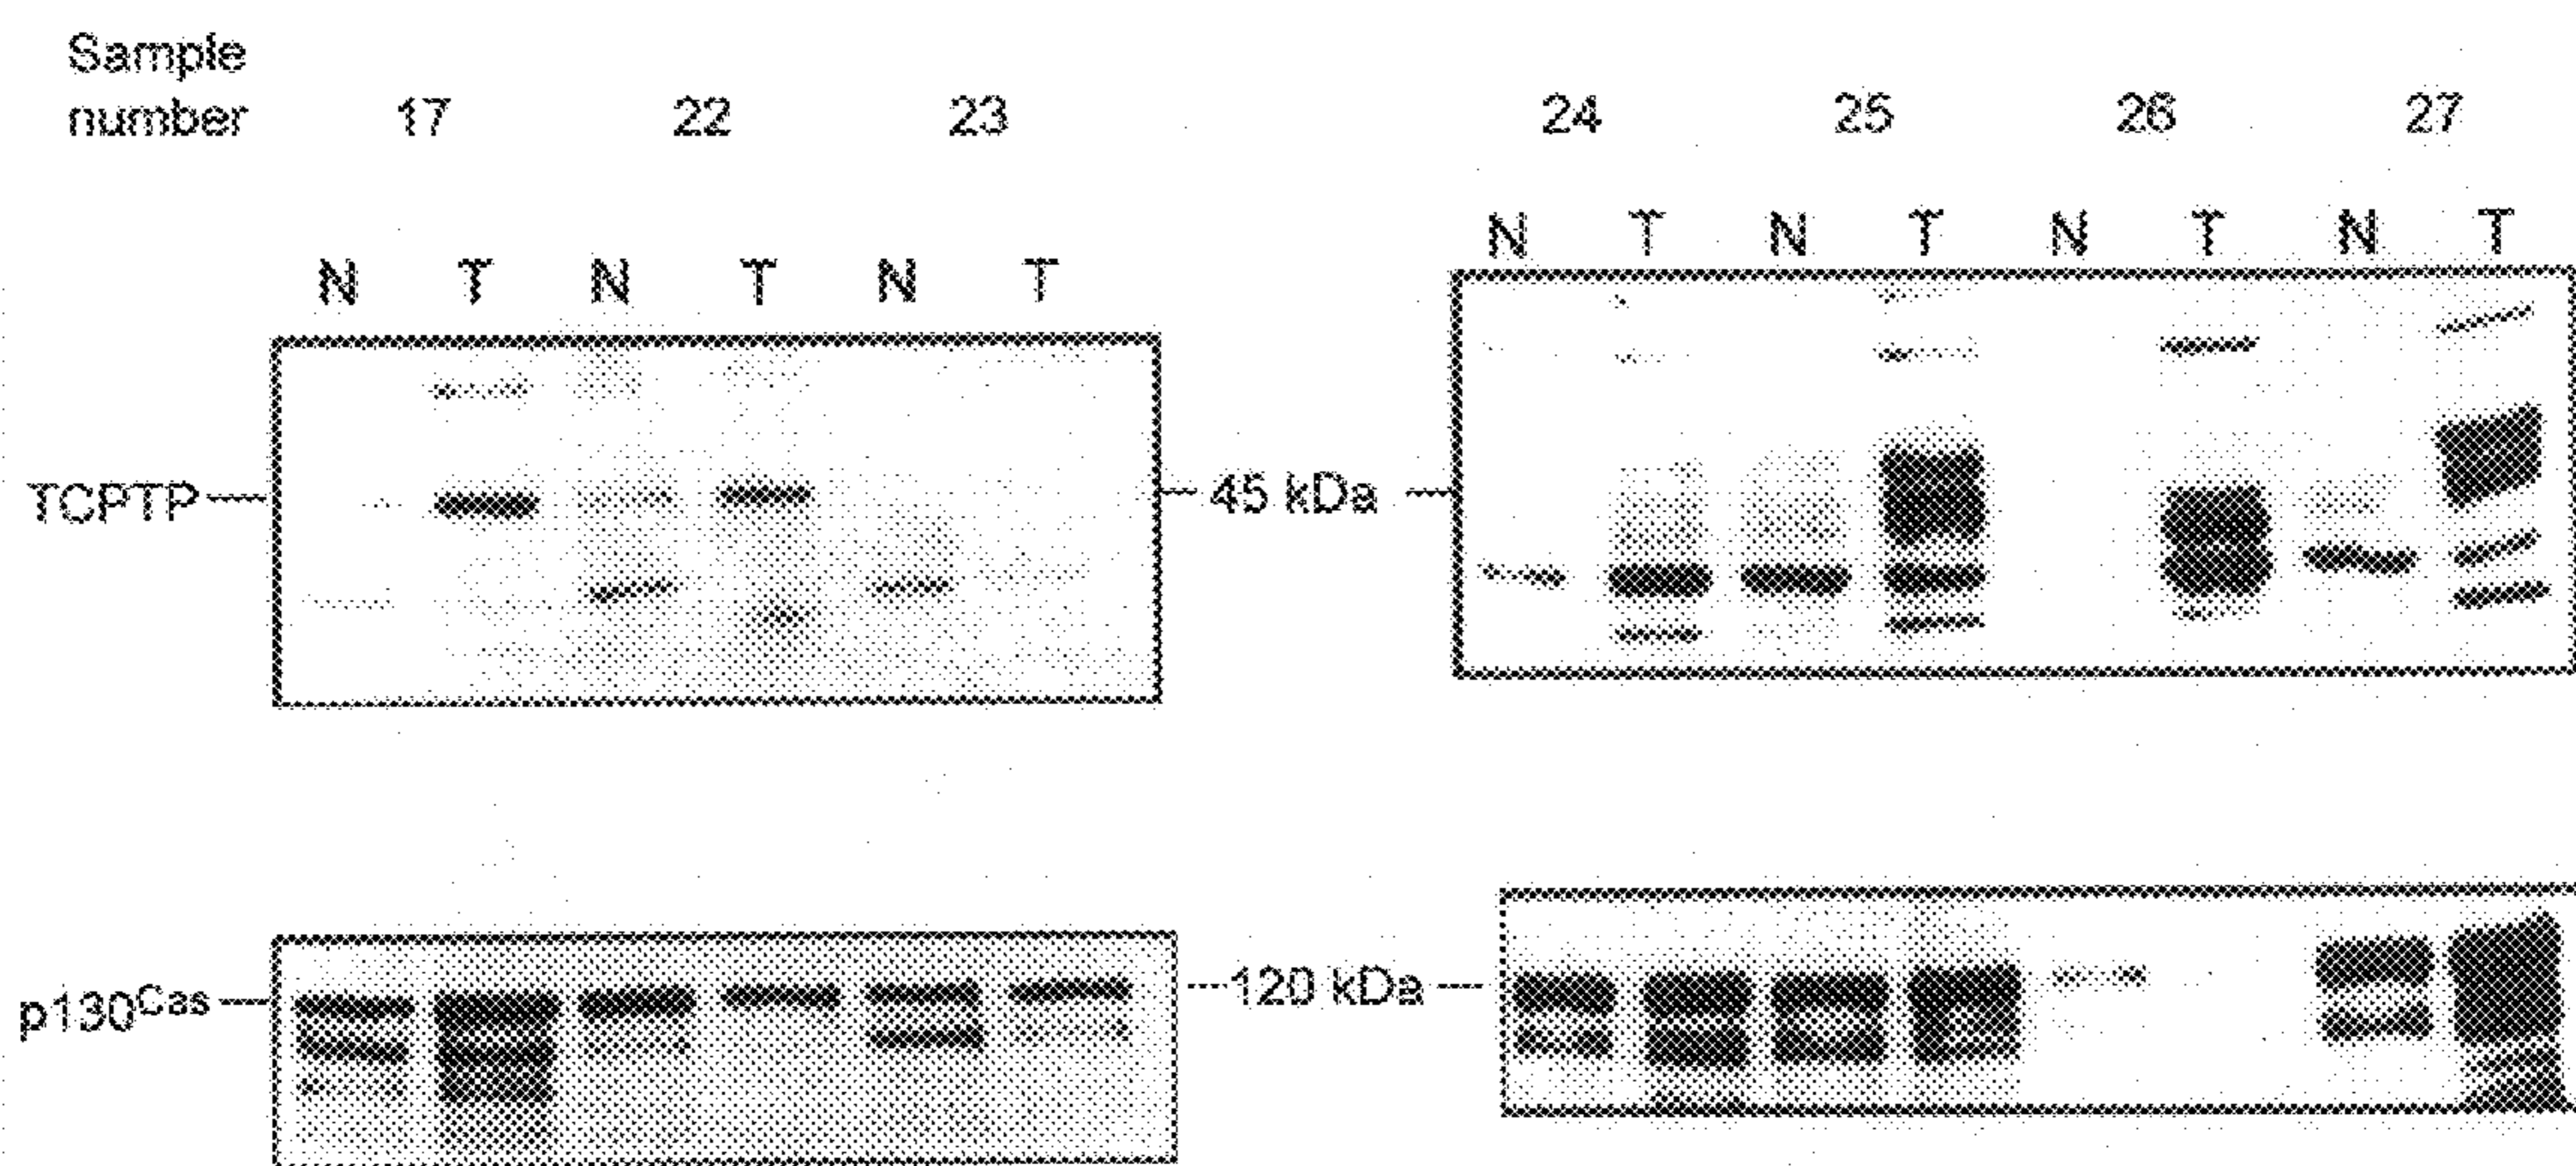 Sample
number 17 22 23 24 25 26 27
N T N T N T N T N T N T N T
TCPTP 45 kDa
p130Cas 120 kDa